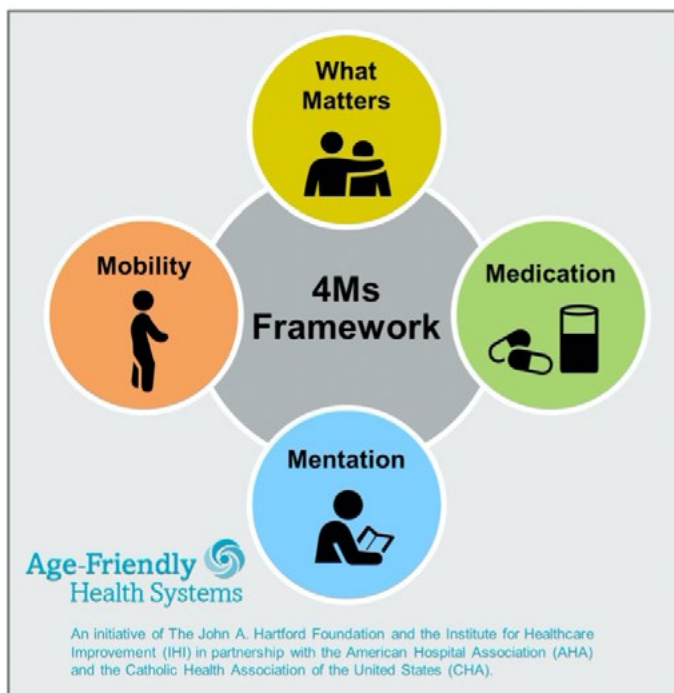 What
Matters
Mobility
4Ms
Framework
Medication
Mentation
Age-Friendly
Health Systems
An initiative of The John A. Hartford Foundation and the Institute for Healthcare
Improvement (IHI) in partnership with the American Hospital Association (AHA)
and the Catholic Health Association of the United States (CHA).